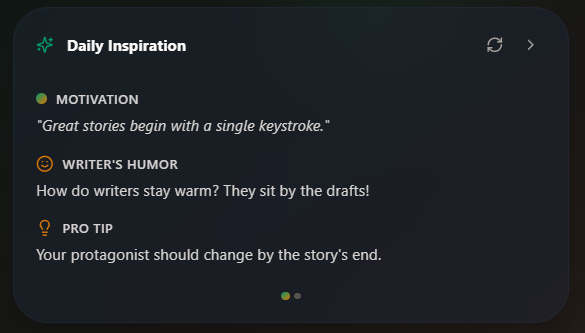 Daily Inspiration
MOTIVATION
"Great stories begin with a single keystroke."
WRITER'S HUMOR
How do writers stay warm? They sit by the drafts!
PRO TIP
Your protagonist should change by the story's end.